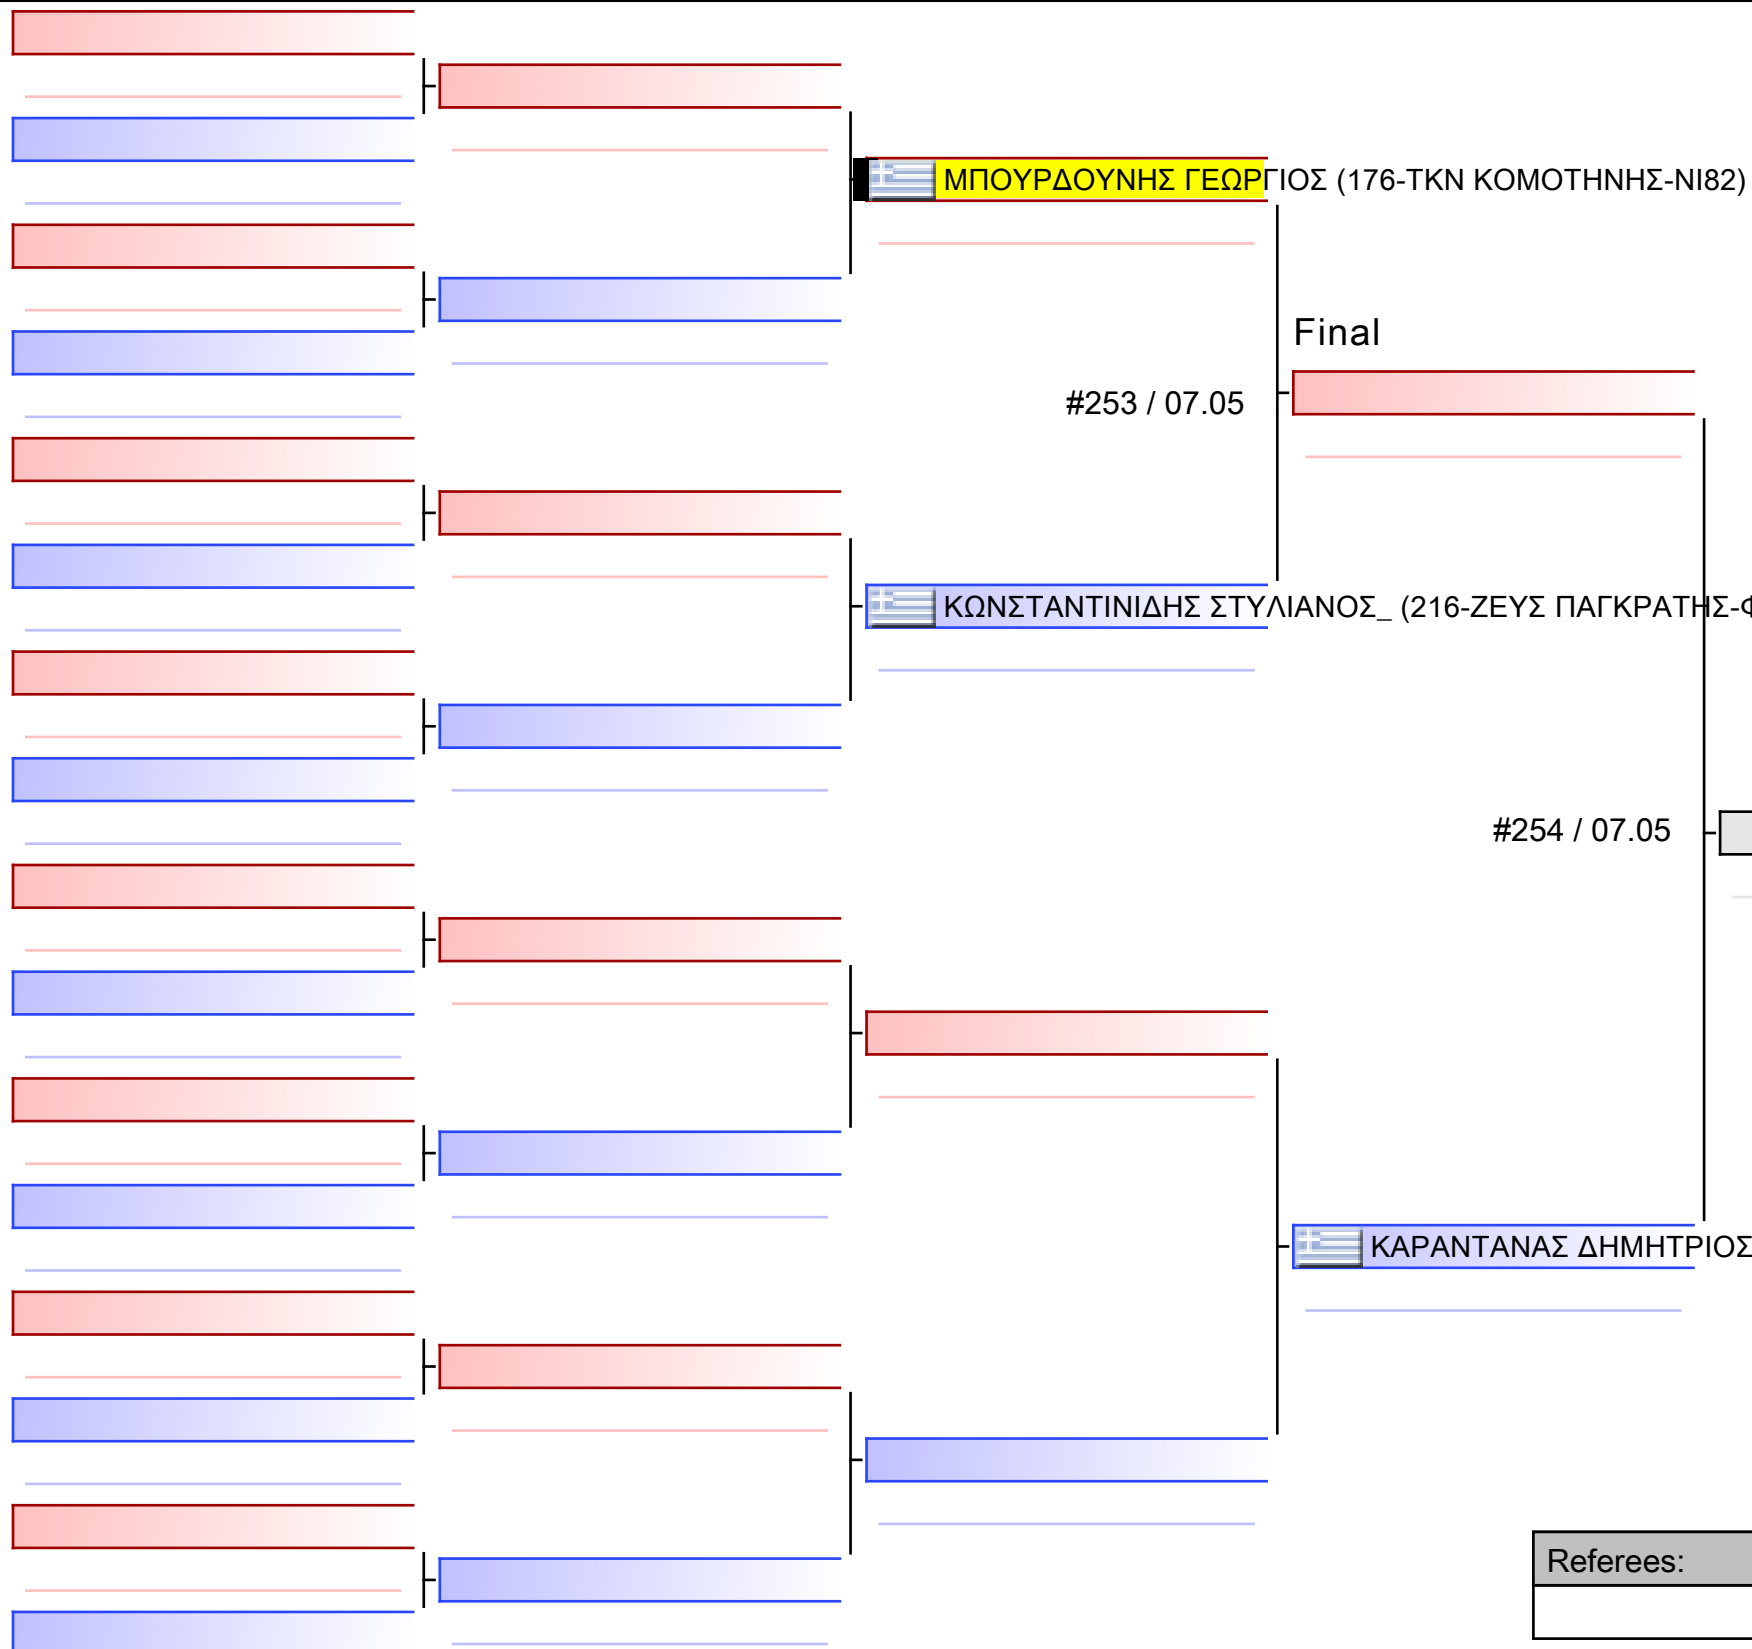 ΜΠΟΥΡΔΟΥΝΗΣ ΓΕΩΡΓΙΟΣ (176-ΤΚΝ ΚΟΜΟΤΗΝΗΣ-ΝΙ82)
Final
#253 / 07.05
ΚΩΝΣΤΑΝΤΙΝΙΔΗΣ ΣΤΥΛΙΑΝΟΣ_ (216-ΖΕΥΣ ΠΑΓΚΡΑΤΗΣ-Φ
#254 / 07.05
ΚΑΡΑΝΤΑΝΑΣ ΔΗΜΗΤΡΙΟΣ
Referees: